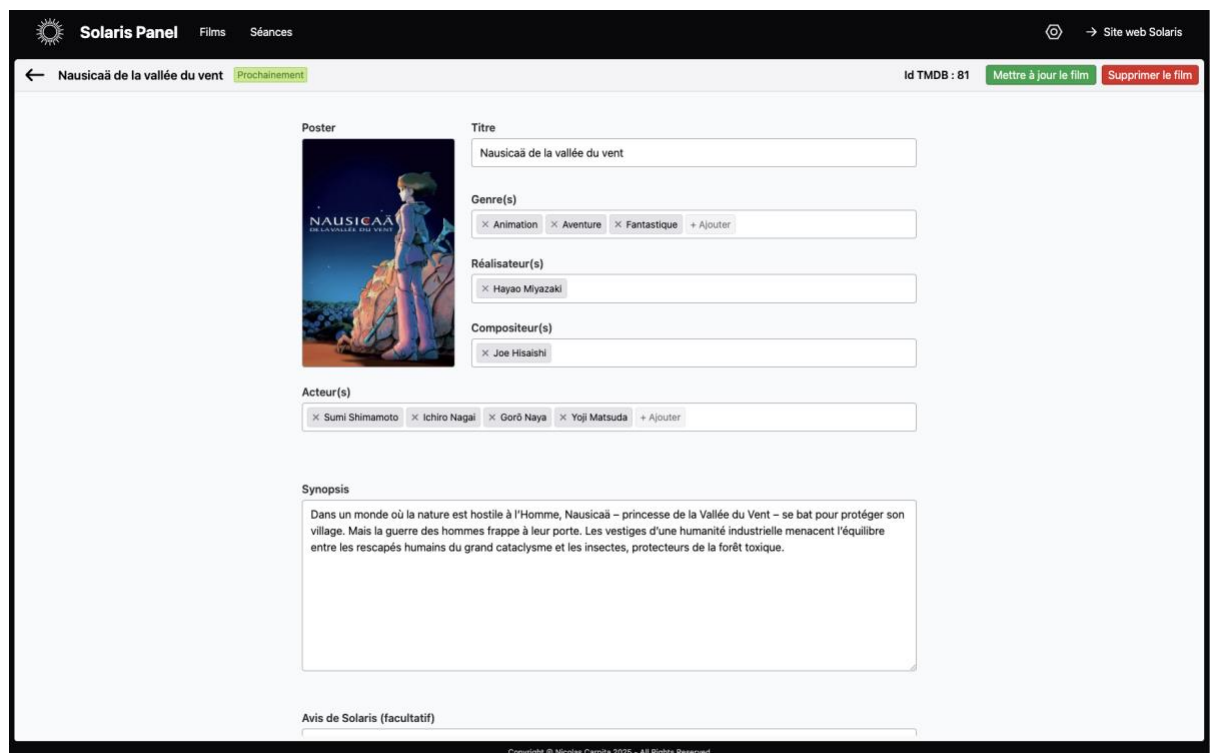 Solaris Panel Films Séances → Site web Solaris
← Nausicaä de la vallée du vent Prochainement Id TMDB : 81 Mettre à jour le film Supprimer le film
Poster
NAUSICAÄ
DE LA VALLÉE DU VENT
Titre
Nausicaä de la vallée du vent
Genre(s)
× Animation × Aventure × Fantastique + Ajouter
Réalisateur(s)
× Hayao Miyazaki
Compositeur(s)
× Joe Hisaishi
Acteur(s)
× Sumi Shimamoto × Ichiro Nagai × Gorô Naya × Yoji Matsuda + Ajouter
Synopsis
Dans un monde où la nature est hostile à l'Homme, Nausicaä – princesse de la Vallée du Vent – se bat pour protéger son
village. Mais la guerre des hommes frappe à leur porte. Les vestiges d'une humanité industrielle menacent l'équilibre
entre les rescapés humains du grand cataclysme et les insectes, protecteurs de la forêt toxique.
Avis de Solaris (facultatif)
Copyright © Nicolas Carpita 2025 - All Rights Reserved